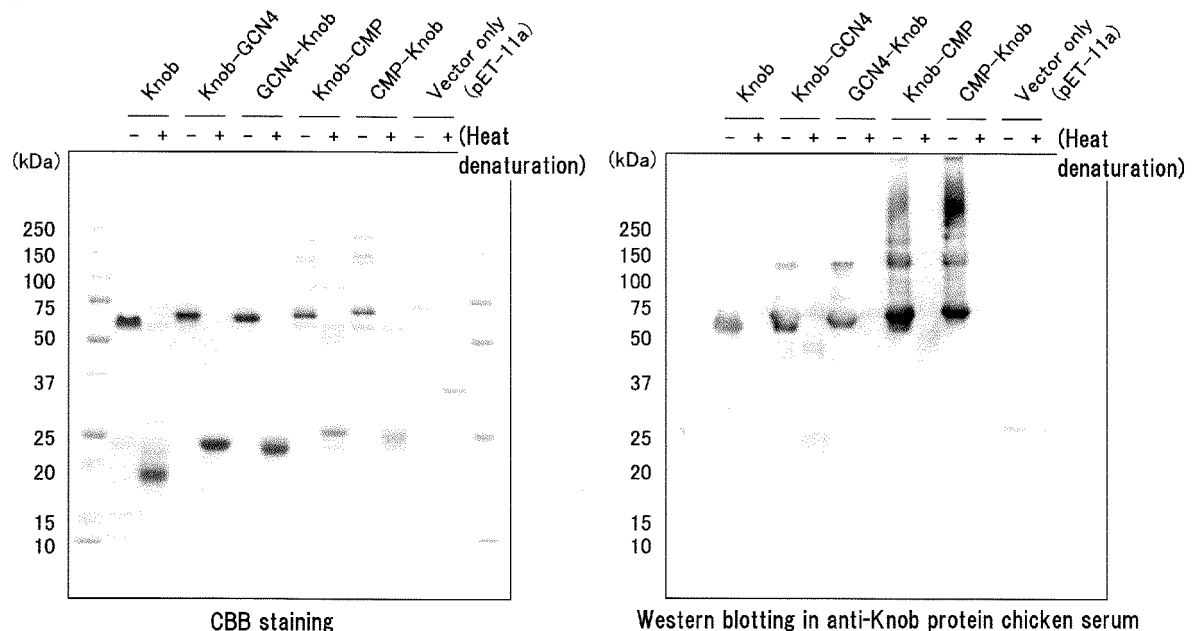 Knob
Knob-GCN4
GCN4-Knob
Knob-CMP
CMP-Knob
Vector only
(pET-11a)
- + - + - + - + - + - +
(Heat
denaturation)
(kDa)
250
150
100
75
50
37
25
20
15
10
CBB staining
Knob
Knob-GCN4
GCN4-Knob
Knob-CMP
CMP-Knob
Vector only
(pET-11a)
- + - + - + - + - + - +
(Heat
denaturation)
(kDa)
250
150
100
75
50
37
25
20
15
10
Western blotting in anti-Knob protein chicken serum